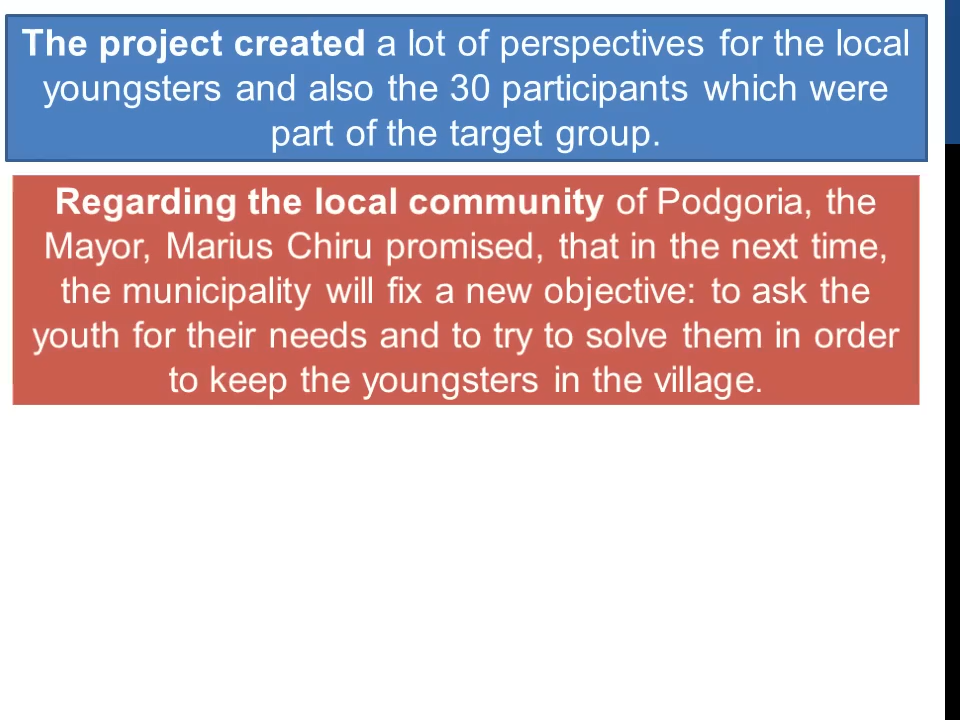 The project created a lot of perspectives for the local
youngsters and also the 30 participants which were
part of the target group.
Regarding the local community of Podgoria, the
Mayor, Marius Chiru promised, that in the next time,
the municipality will fix a new objective: to ask the
youth for their needs and to try to solve them in order
to keep the youngsters in the village.